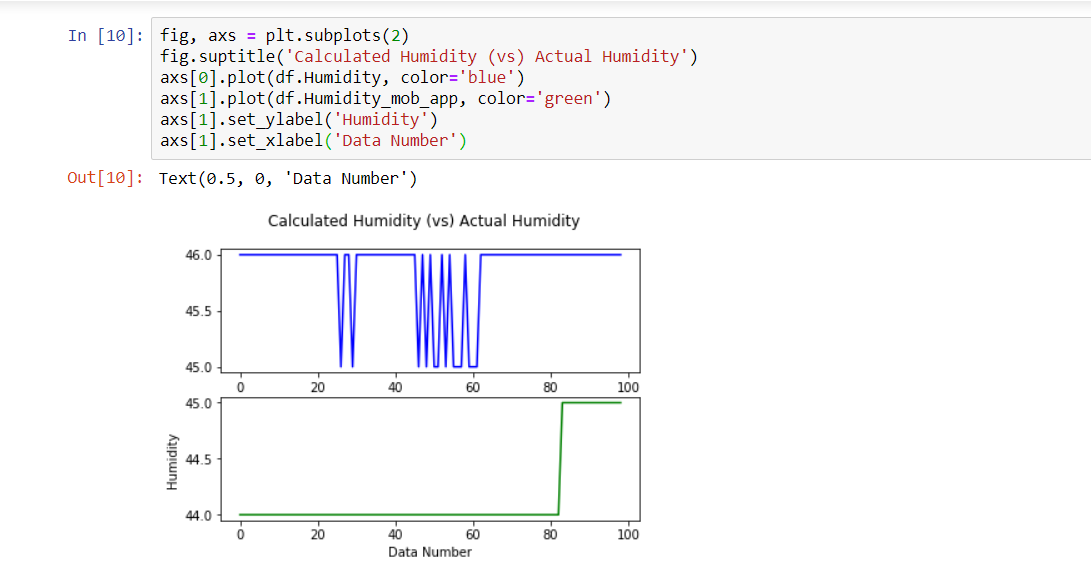 In [10]: fig, axs = plt.subplots(2)
fig.suptitle('Calculated Humidity (vs) Actual Humidity')
axs[0].plot(df.Humidity, color='blue')
axs[1].plot(df.Humidity_mob_app, color='green')
axs[1].set_ylabel('Humidity')
axs[1].set_xlabel('Data Number')
Out[10]: Text(0.5, 0, 'Data Number')
Calculated Humidity (vs) Actual Humidity
46.0
45.5
45.0
0 20 40 60 80 100
45.0
44.5
44.0
Humidity
0 20 40 60 80 100
Data Number